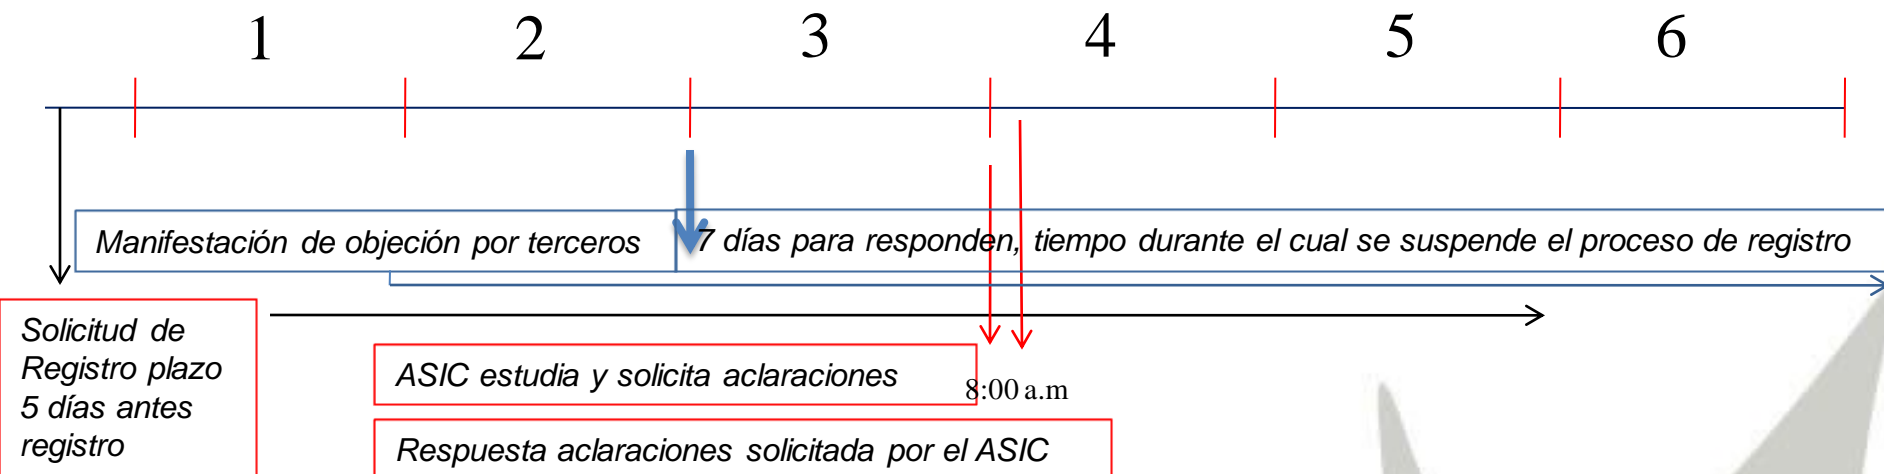 1 2 3 4 5 6
Manifestación de objeción por terceros
7 días para responden, tiempo durante el cual se suspende el proceso de registro
Solicitud de
Registro plazo
5 días antes
registro
ASIC estudia y solicita aclaraciones
8:00 a.m
Respuesta aclaraciones solicitada por el ASIC